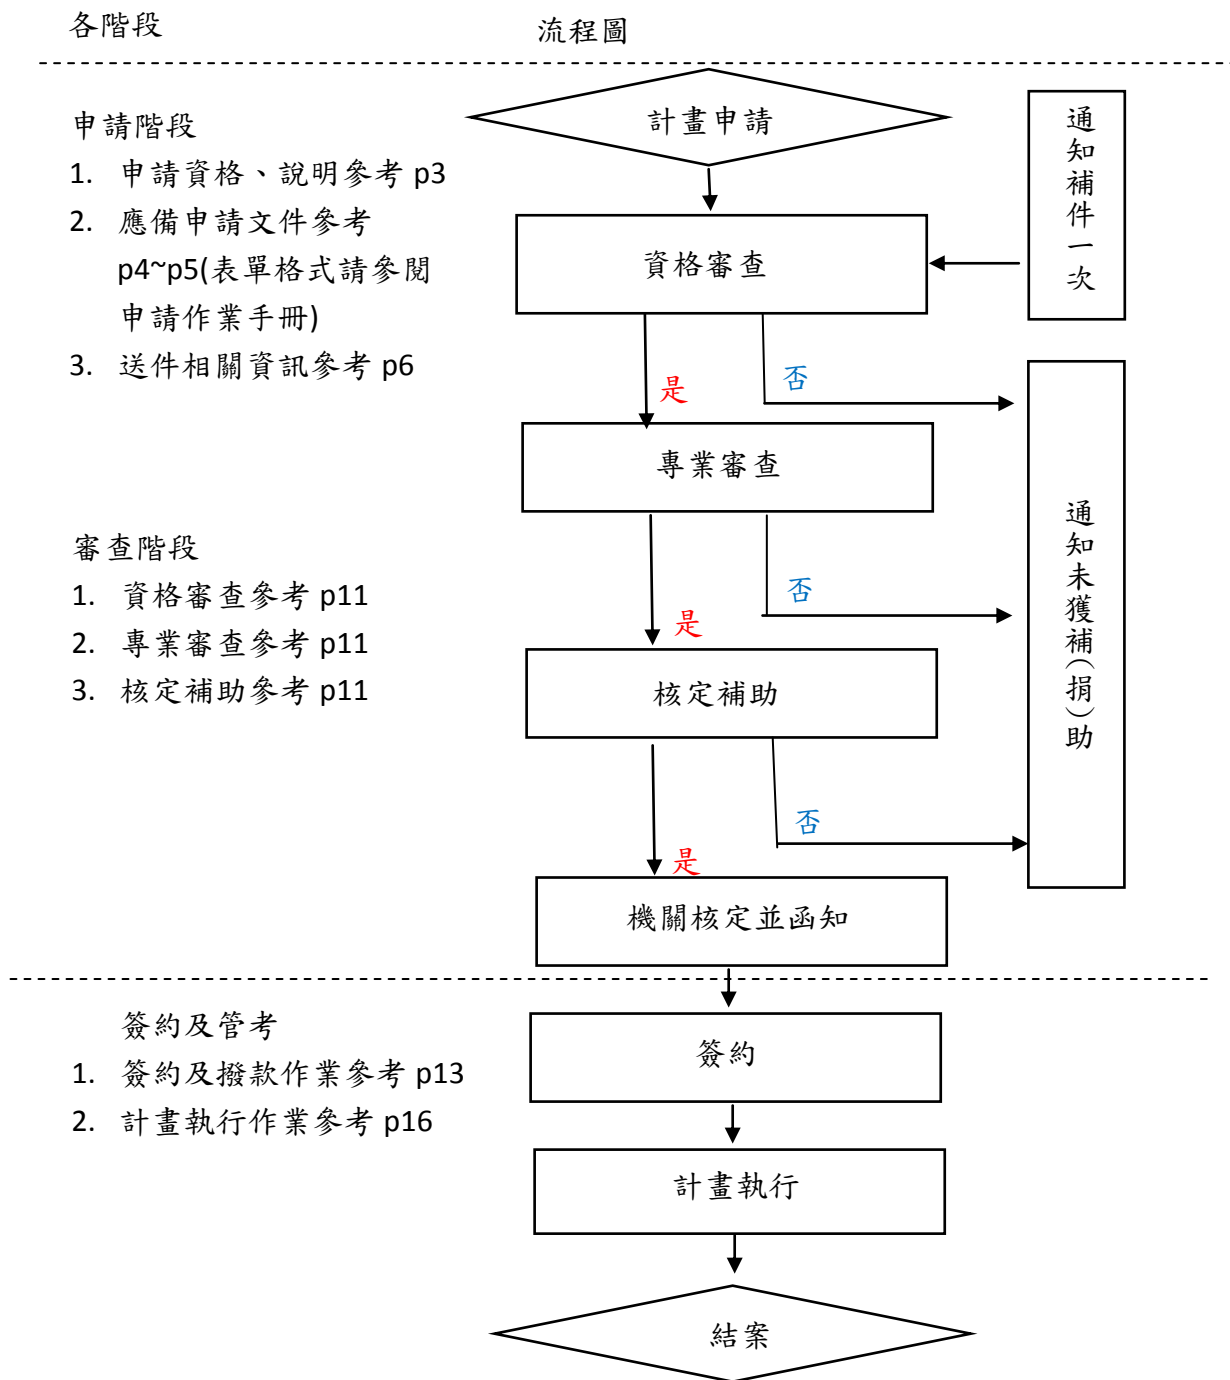 各階段
流程圖
計畫申請
通知補件一次
申請階段
1. 申請資格、說明參考 p3
2. 應備申請文件參考
p4~p5(表單格式請參閱
申請作業手冊)
3. 送件相關資訊參考 p6
資格審查
是
否
專業審查
通知未獲補(捐)助
審查階段
1. 資格審查參考 p11
2. 專業審查參考 p11
3. 核定補助參考 p11
是
否
核定補助
是
否
機關核定並函知
簽約及管考
1. 簽約及撥款作業參考 p13
2. 計畫執行作業參考 p16
簽約
計畫執行
結案